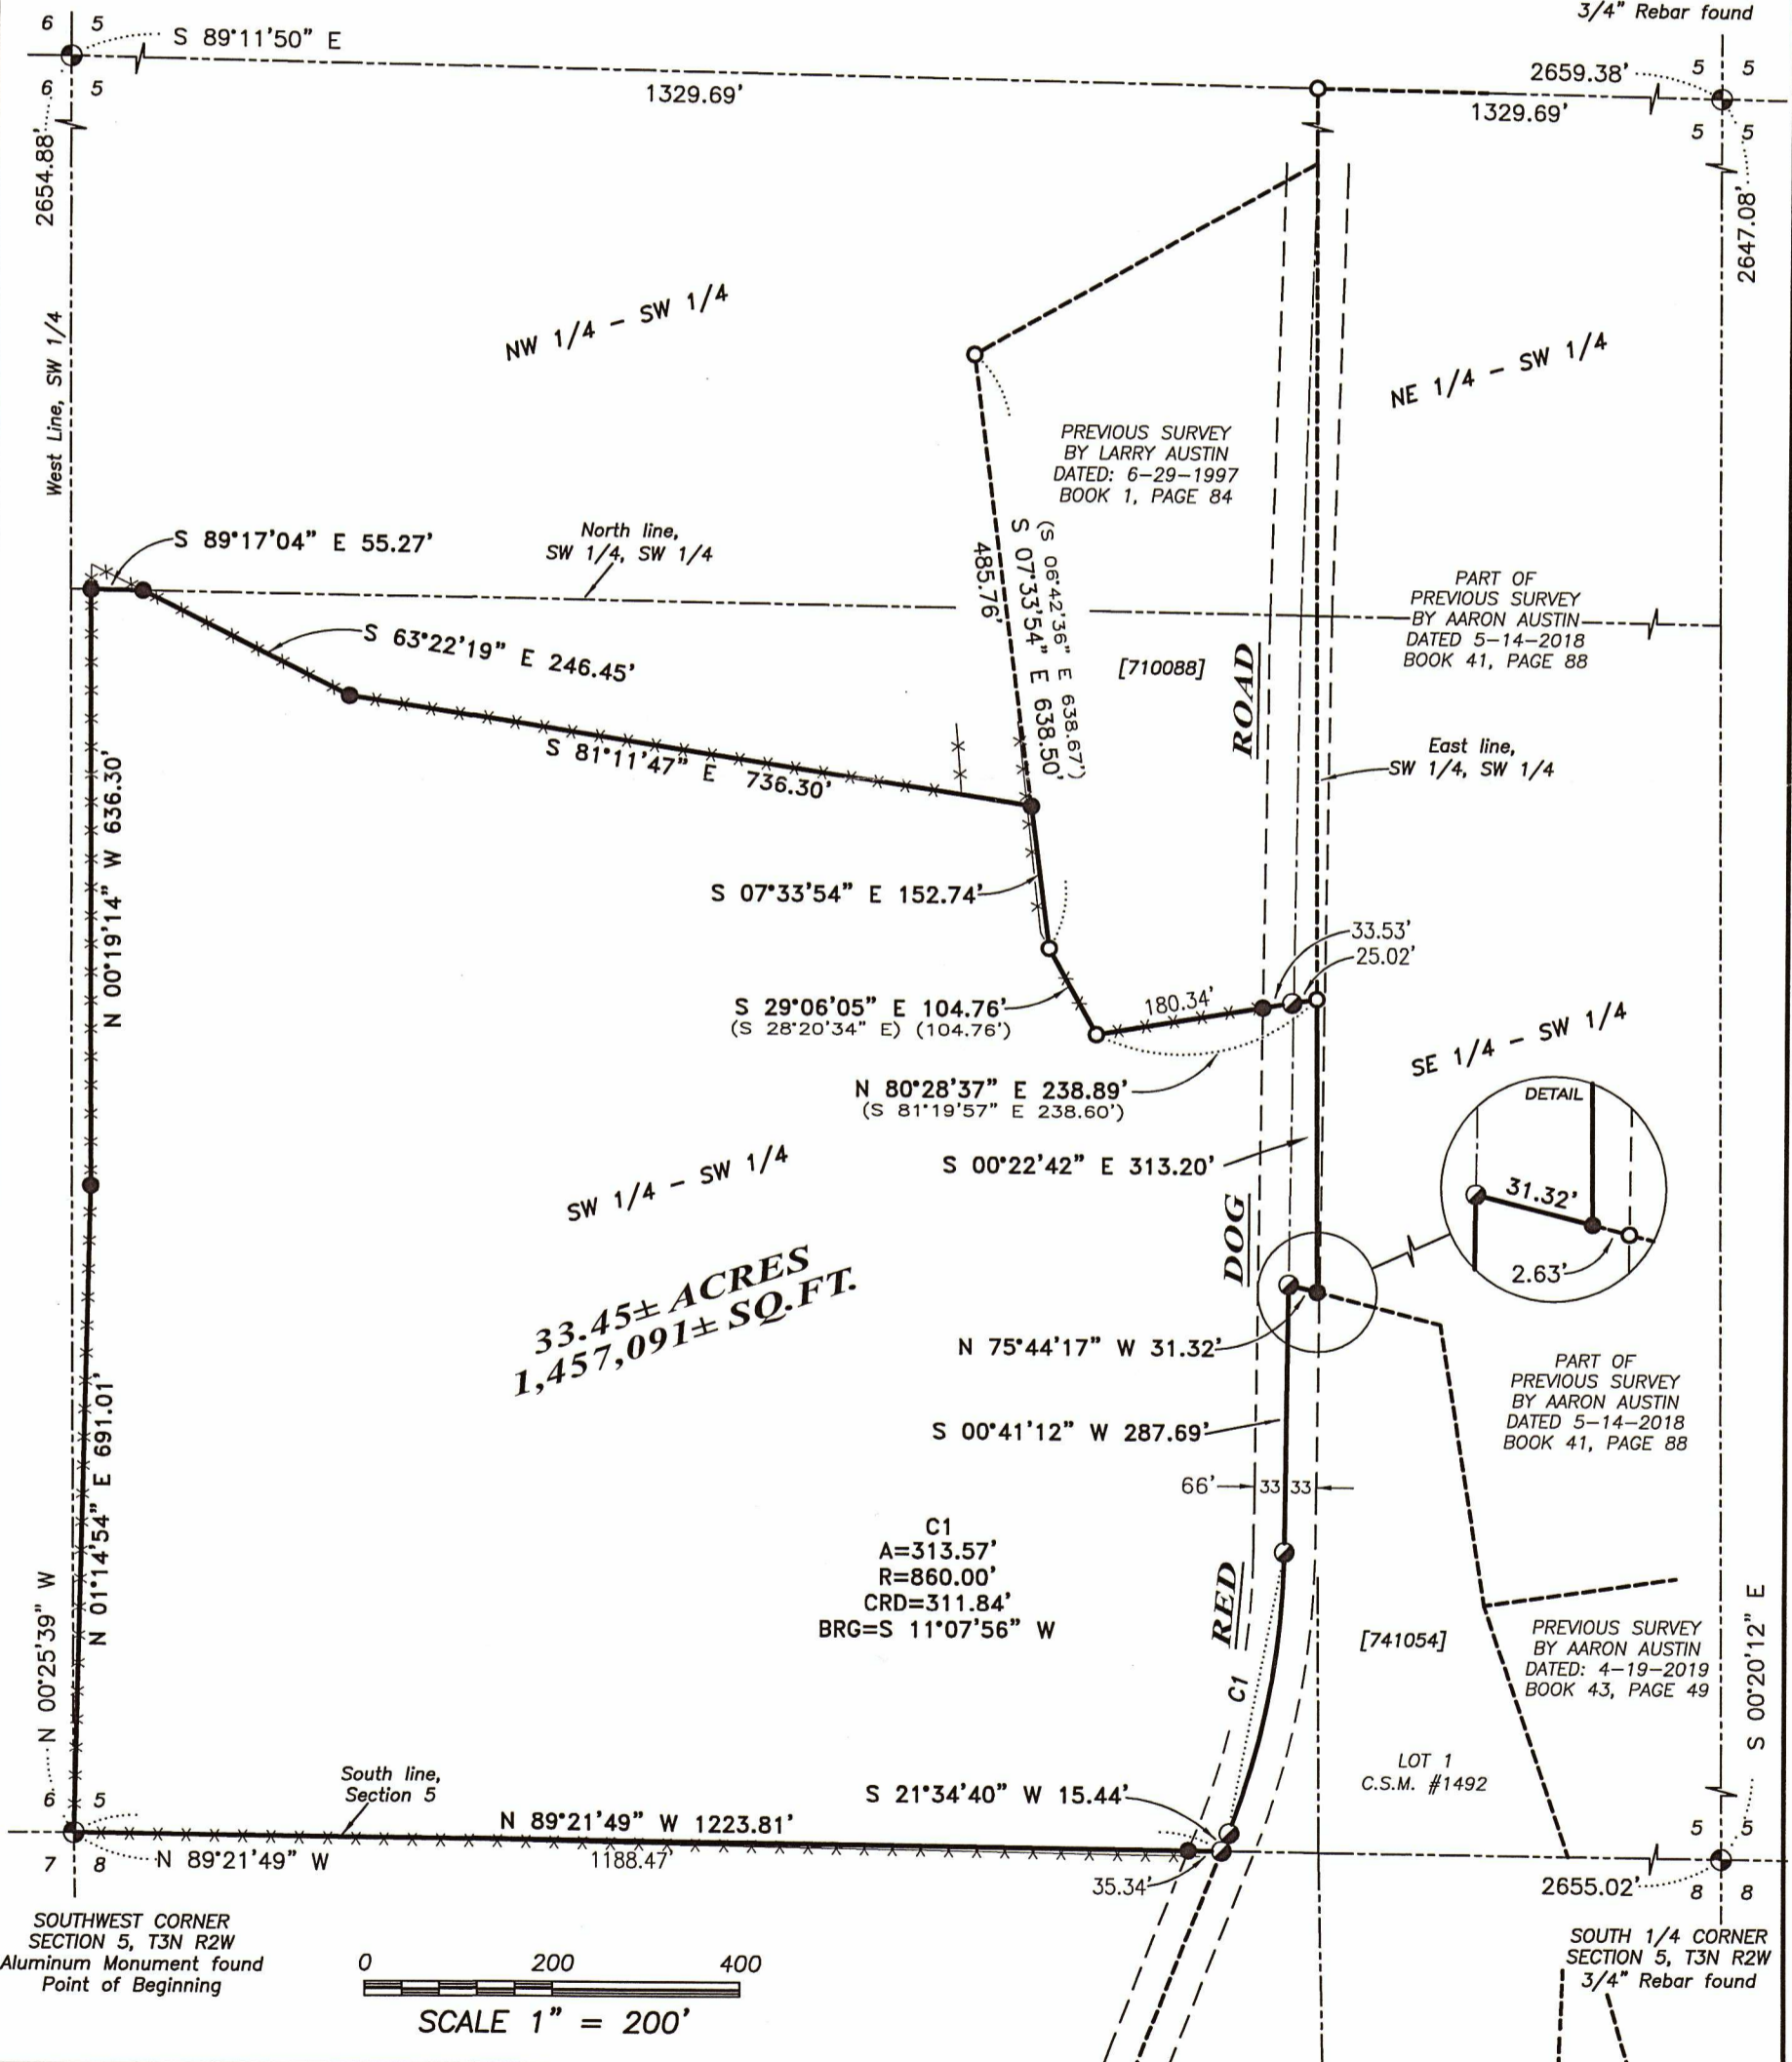 3/4" Rebar found
6 5
S 89°11'50" E
6 5
2659.38'
5 5
1329.69'
1329.69'
5 5
2654.88'
2647.08'
West Line, SW 1/4
NW 1/4 - SW 1/4
NE 1/4 - SW 1/4
PREVIOUS SURVEY
BY LARRY AUSTIN
DATED: 6-29-1997
BOOK 1, PAGE 84
S 89°17'04" E 55.27'
North line,
SW 1/4, SW 1/4
485.76'
(S 06°42'36" E 638.67')
S 07°33'54" E 638.50'
PART OF
PREVIOUS SURVEY
BY AARON AUSTIN
DATED 5-14-2018
BOOK 41, PAGE 88
S 63°22'19" E 246.45'
[710088]
ROAD
East line,
SW 1/4, SW 1/4
S 81°11'47" E 736.30'
N 00°19'14" W 636.30'
S 07°33'54" E 152.74'
33.53'
25.02'
S 29°06'05" E 104.76'
(S 28°20'34" E) (104.76')
180.34'
N 80°28'37" E 238.89'
(S 81°19'57" E 238.60')
SE 1/4 - SW 1/4
DETAIL
31.32'
2.63'
S 00°22'42" E 313.20'
SW 1/4 - SW 1/4
DOG
33.45± ACRES
1,457,091± SQ.FT.
N 75°44'17" W 31.32'
PART OF
PREVIOUS SURVEY
BY AARON AUSTIN
DATED 5-14-2018
BOOK 41, PAGE 88
S 00°41'12" W 287.69'
66' 33 33
N 01°14'54" E 691.01'
C1
A=313.57'
R=860.00'
CRD=311.84'
BRG=S 11°07'56" W
RED
C1
[741054]
PREVIOUS SURVEY
BY AARON AUSTIN
DATED: 4-19-2019
BOOK 43, PAGE 49
N 00°25'39" W
S 00°20'12" E
LOT 1
C.S.M. #1492
South line,
Section 5
S 21°34'40" W 15.44'
6 5
N 89°21'49" W 1223.81'
5 5
7 8
N 89°21'49" W
1188.47'
35.34'
2655.02'
8 8
SOUTHWEST CORNER
SECTION 5, T3N R2W
Aluminum Monument found
Point of Beginning
0 200 400
SCALE 1" = 200'
SOUTH 1/4 CORNER
SECTION 5, T3N R2W
3/4" Rebar found